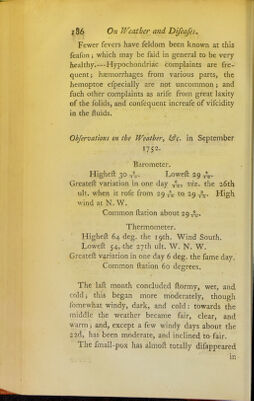 186 On Weather and Diseases.
Fewer fevers have ſeldom been known at this
ſeaſon; which may be ſaid in general to be very
healthy.---Hypochondriac complaints are fre-
quent; hæmorrhages from various parts, the
hemoptoe eſpecially are not uncommon; and
ſuch other complaints as ariſe from great laxity
of the ſolids, and conſequent increaſe of viſcidity
in the fluids.
Obſervations on the Weather, &c. in September
1752.
Barometer.
Higheſt 30 Loweſt 29
Greateſt variation in one day viz. the 26th
ult. when it roſe from 29 to 29 High
wind at N. W.
Common ſtation about 29
Thermometer.
Higheſt 64 deg. the 19th. Wind South.
Loweſt 54. the 27th ult. W. N. W.
Greateſt variation in one day 6 deg. the ſame day.
Common ſtation 60 degrees.
The laſt month concluded ſtormy, wet, and
cold; this began more moderately, though
ſomewhat windy, dark, and cold: towards the
middle the weather became fair, clear, and
warm; and, except a few windy days about the
22d, has been moderate, and inclined to fair.
The ſmall-pox has almoſt totally diſappeared
in